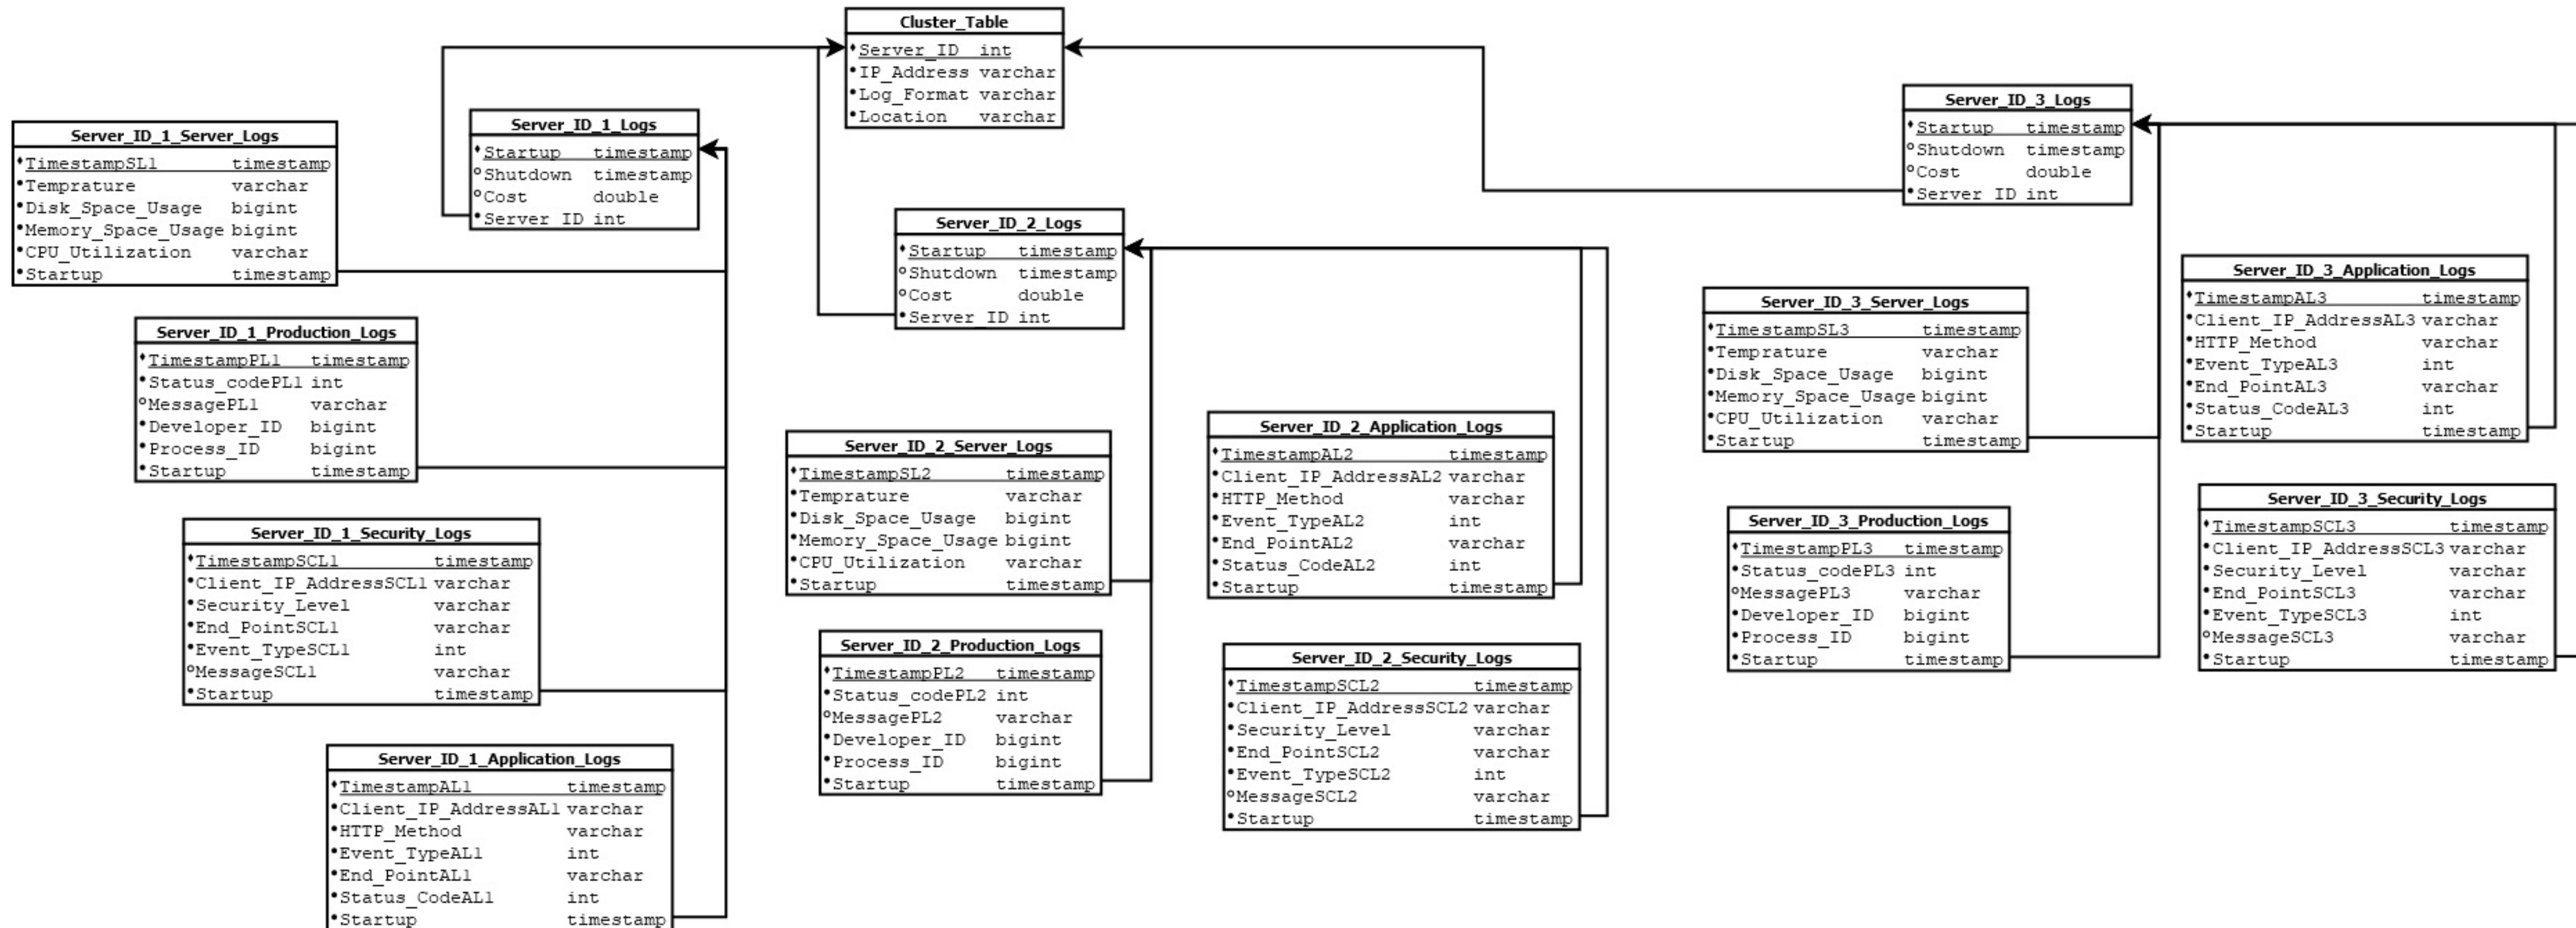 Cluster_Table
Server_ID int
IP_Address varchar
Log_Format varchar
Location varchar
Server_ID_1_Server_Logs
TimestampSL1 timestamp
Temprature varchar
Disk_Space_Usage bigint
Memory_Space_Usage bigint
CPU_Utilization varchar
Startup timestamp
Server_ID_1_Logs
Startup timestamp
Shutdown timestamp
Cost double
Server_ID int
Server_ID_1_Production_Logs
TimestampPL1 timestamp
Status_codePL1 int
MessagePL1 varchar
Developer_ID bigint
Process_ID bigint
Startup timestamp
Server_ID_1_Security_Logs
TimestampSCL1 timestamp
Client_IP_AddressSCL1 varchar
Security_Level varchar
End_PointSCL1 varchar
Event_TypeSCL1 int
MessageSCL1 varchar
Startup timestamp
Server_ID_1_Application_Logs
TimestampAL1 timestamp
Client_IP_AddressAL1 varchar
HTTP_Method varchar
Event_TypeAL1 int
End_PointAL1 varchar
Status_CodeAL1 int
Startup timestamp
Server_ID_2_Logs
Startup timestamp
Shutdown timestamp
Cost double
Server_ID int
Server_ID_2_Server_Logs
TimestampSL2 timestamp
Temprature varchar
Disk_Space_Usage bigint
Memory_Space_Usage bigint
CPU_Utilization varchar
Startup timestamp
Server_ID_2_Production_Logs
TimestampPL2 timestamp
Status_codePL2 int
MessagePL2 varchar
Developer_ID bigint
Process_ID bigint
Startup timestamp
Server_ID_2_Application_Logs
TimestampAL2 timestamp
Client_IP_AddressAL2 varchar
HTTP_Method varchar
Event_TypeAL2 int
End_PointAL2 varchar
Status_CodeAL2 int
Startup timestamp
Server_ID_2_Security_Logs
TimestampSCL2 timestamp
Client_IP_AddressSCL2 varchar
Security_Level varchar
End_PointSCL2 varchar
Event_TypeSCL2 int
MessageSCL2 varchar
Startup timestamp
Server_ID_3_Logs
Startup timestamp
Shutdown timestamp
Cost double
Server_ID int
Server_ID_3_Server_Logs
TimestampSL3 timestamp
Temprature varchar
Disk_Space_Usage bigint
Memory_Space_Usage bigint
CPU_Utilization varchar
Startup timestamp
Server_ID_3_Production_Logs
TimestampPL3 timestamp
Status_codePL3 int
MessagePL3 varchar
Developer_ID bigint
Process_ID bigint
Startup timestamp
Server_ID_3_Application_Logs
TimestampAL3 timestamp
Client_IP_AddressAL3 varchar
HTTP_Method varchar
Event_TypeAL3 int
End_PointAL3 varchar
Status_CodeAL3 int
Startup timestamp
Server_ID_3_Security_Logs
TimestampSCL3 timestamp
Client_IP_AddressSCL3 varchar
Security_Level varchar
End_PointSCL3 varchar
Event_TypeSCL3 int
MessageSCL3 varchar
Startup timestamp